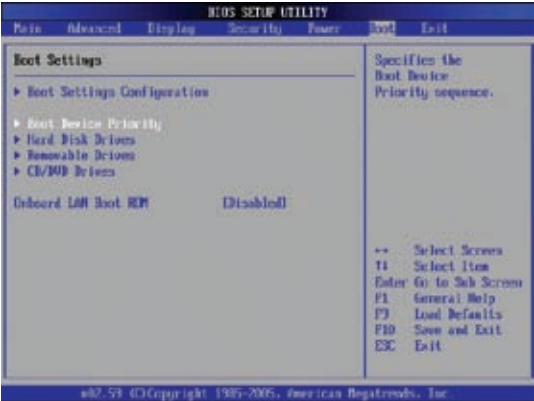 BIOS SETUP UTILITY
Main Advanced Display Security Power Boot Exit
Boot Settings
Boot Settings Configuration
Boot Device Priority
Hard Disk Drives
Removable Drives
CD/DVD Drives
Onboard LAN Boot ROM [Disabled]
Specifies the
Boot Device
Priority sequence.
↔ Select Screen
↑↓ Select Item
Enter Go to Sub Screen
F1 General Help
F9 Load Defaults
F10 Save and Exit
ESC Exit
v02.59 (C)Copyright 1985-2005, American Megatrends, Inc.